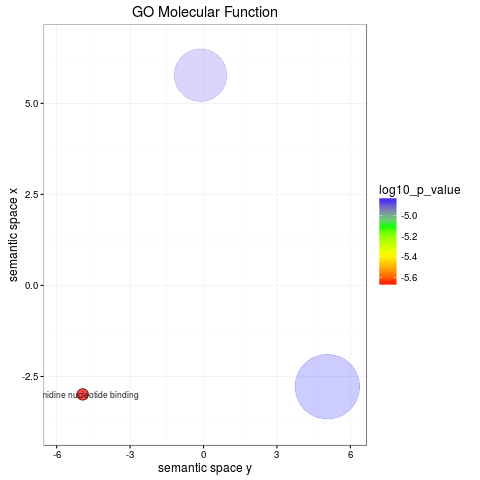 GO Molecular Function
5.0
2.5
0.0
-2.5
semantic space x
nidine nucleotide binding
-6
-3
0
3
6
semantic space y
log10_p_value
-5.0
-5.2
-5.4
-5.6